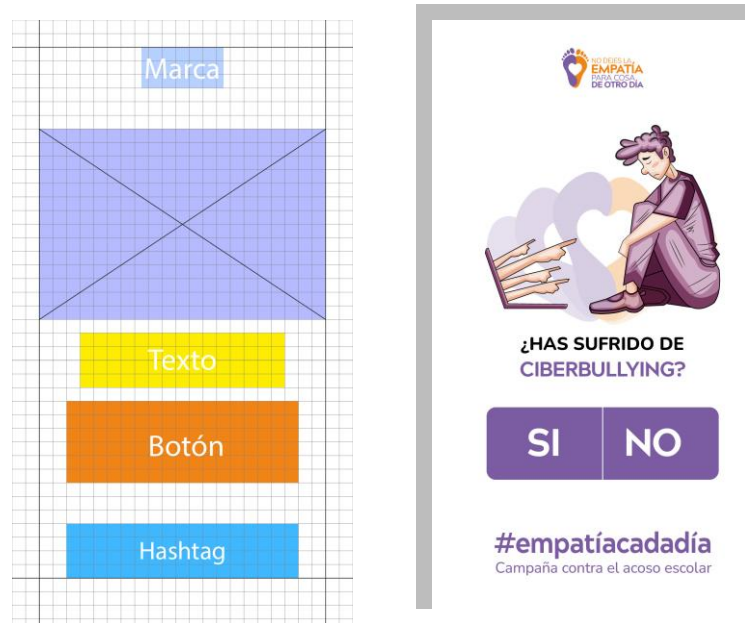 Marca
Texto
Botón
Hashtag
NO DEJES LA
EMPATÍA
PARA COSA
DE OTRO DÍA
¿HAS SUFRIDO DE
CIBERBULLYING?
SI NO
#empatíacadadía
Campaña contra el acoso escolar